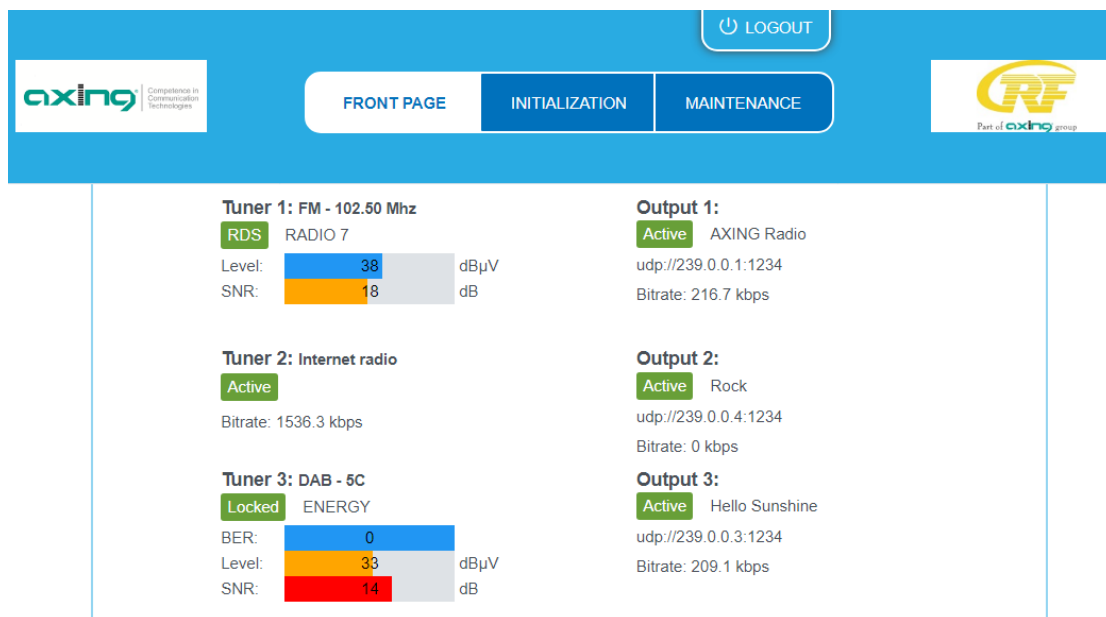 LOGOUT
axing Competence in Communication Technologies
FRONT PAGE INITIALIZATION MAINTENANCE
CRF
Part of axing group
Tuner 1: FM - 102.50 Mhz
RDS RADIO 7
Level: 38 dBµV
SNR: 18 dB
Output 1:
Active AXING Radio
udp://239.0.0.1:1234
Bitrate: 216.7 kbps
Tuner 2: Internet radio
Active
Bitrate: 1536.3 kbps
Output 2:
Active Rock
udp://239.0.0.4:1234
Bitrate: 0 kbps
Tuner 3: DAB - 5C
Locked ENERGY
BER: 0
Level: 33 dBµV
SNR: 14 dB
Output 3:
Active Hello Sunshine
udp://239.0.0.3:1234
Bitrate: 209.1 kbps